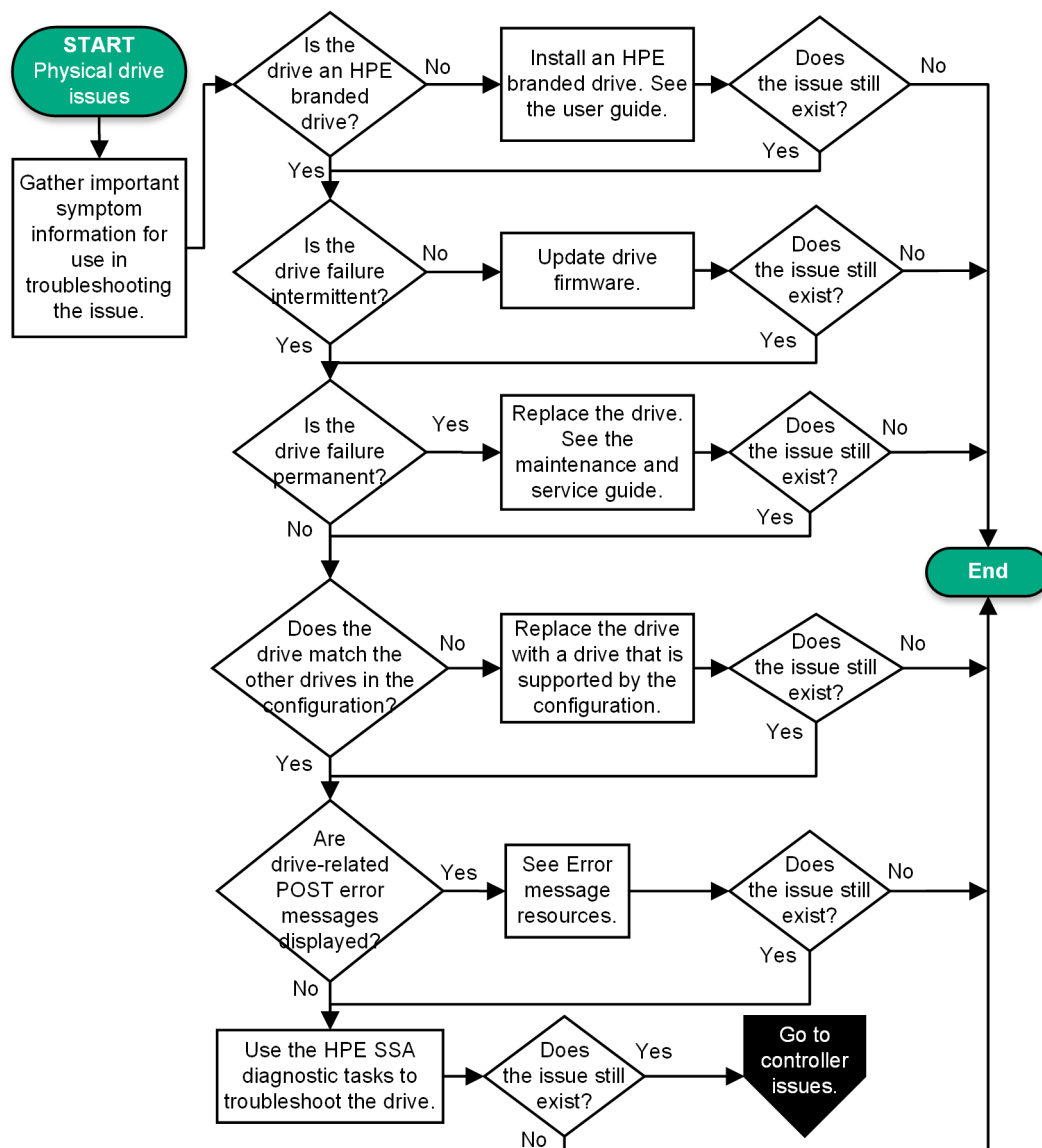 START
Physical drive
issues
Gather important
symptom
information for
use in
troubleshooting
the issue.
Is the
drive an HPE
branded
drive?
No
Install an HPE
branded drive. See
the user guide.
Does
the issue still
exist?
No
Yes
Yes
Is the
drive failure
intermittent?
No
Update drive
firmware.
Does
the issue still
exist?
No
Yes
Yes
Is the
drive failure
permanent?
Yes
Replace the drive.
See the
maintenance and
service guide.
Does
the issue still
exist?
No
Yes
No
End
Does the
drive match the
other drives in the
configuration?
No
Replace the drive
with a drive that is
supported by the
configuration.
Does
the issue still
exist?
No
Yes
Yes
Are
drive-related
POST error
messages
displayed?
Yes
See Error
message
resources.
Does
the issue still
exist?
No
Yes
No
Use the HPE SSA
diagnostic tasks to
troubleshoot the drive.
Does
the issue still
exist?
Yes
Go to
controller
issues.
No